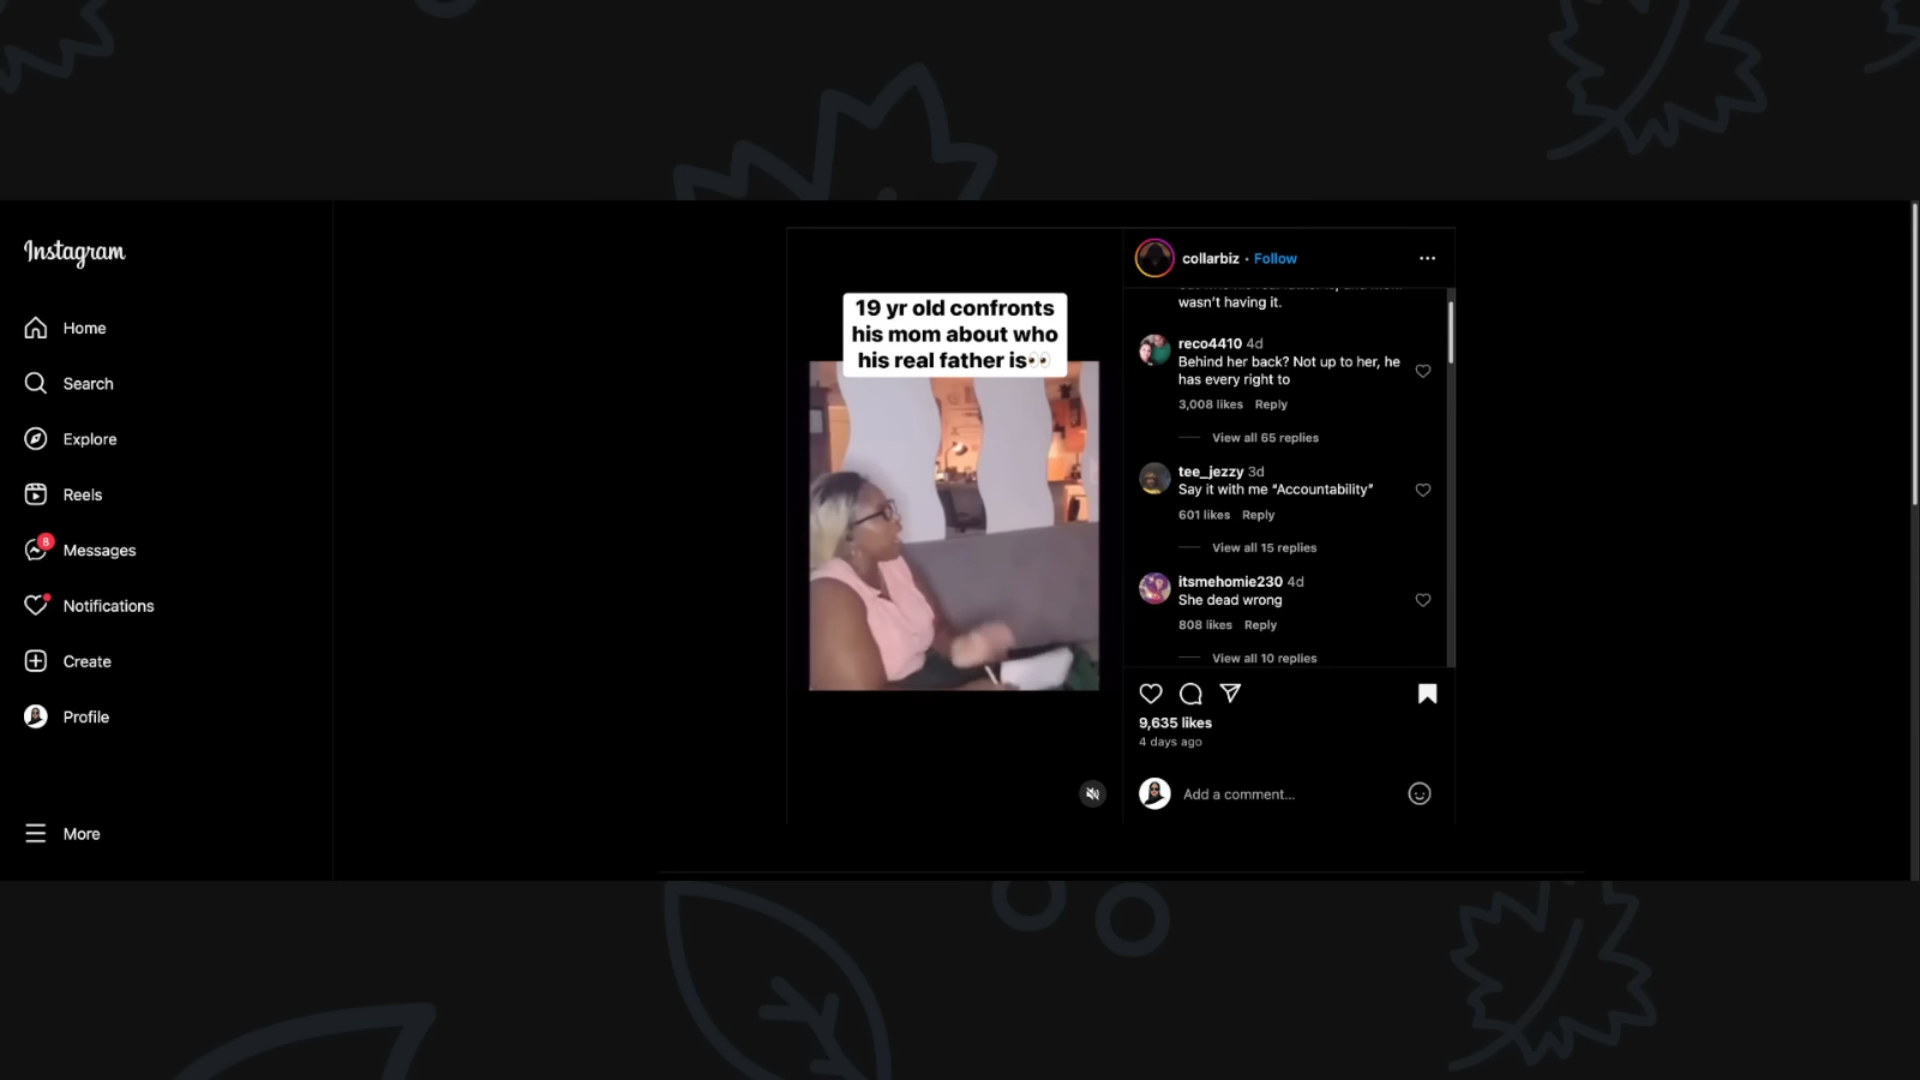 Instagram
Home
Search
Explore
Reels
8
Messages
Notifications
Create
Profile
More
19 yr old confronts
his mom about who
his real father is👀
collarbiz • Follow
wasn't having it.
reco4410 4d
Behind her back? Not up to her, he
has every right to
3,008 likes Reply
View all 65 replies
tee_jezzy 3d
Say it with me "Accountability"
601 likes Reply
View all 15 replies
itsmehomie230 4d
She dead wrong
808 likes Reply
View all 10 replies
9,635 likes
4 days ago
Add a comment...